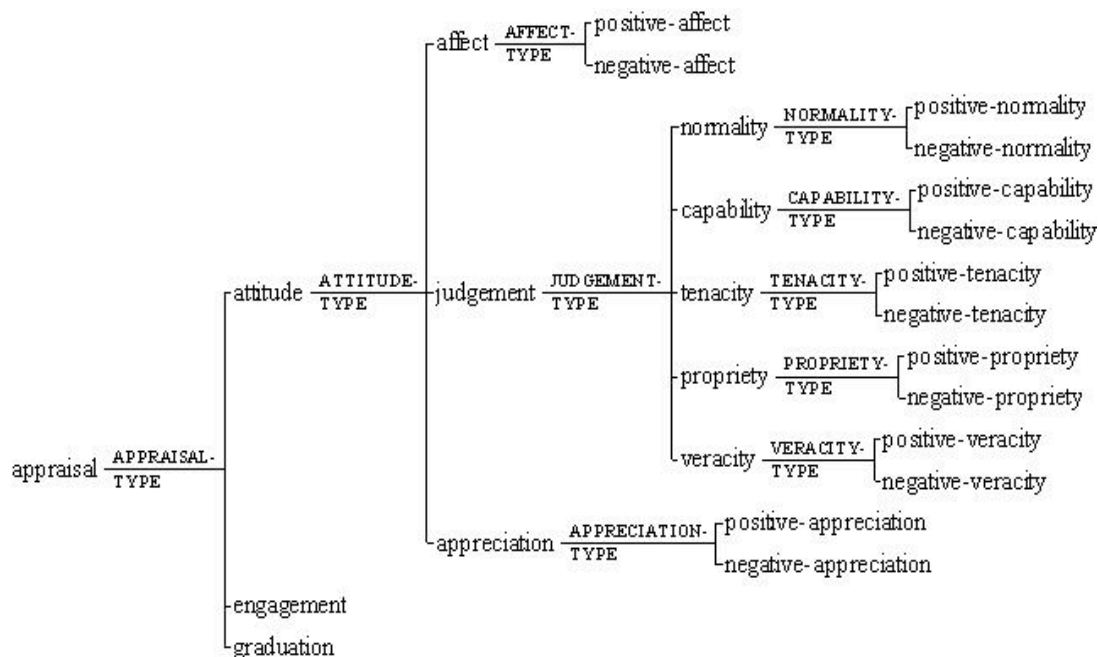 positive-affect
affect AFFECT-TYPE
negative-affect
positive-normality
normality NORMALITY-TYPE
negative-normality
positive-capability
capability CAPABILITY-TYPE
negative-capability
positive-tenacity
attitude ATTITUDE-TYPE judgement JUDGEMENT-TYPE tenacity TENACITY-TYPE
negative-tenacity
positive-propriety
propriety PROPRIETY-TYPE
negative-propriety
positive-veracity
veracity VERACITY-TYPE
negative-veracity
appraisal APPRAISAL-TYPE
positive-appreciation
appreciation APPRECIATION-TYPE
negative-appreciation
engagement
graduation